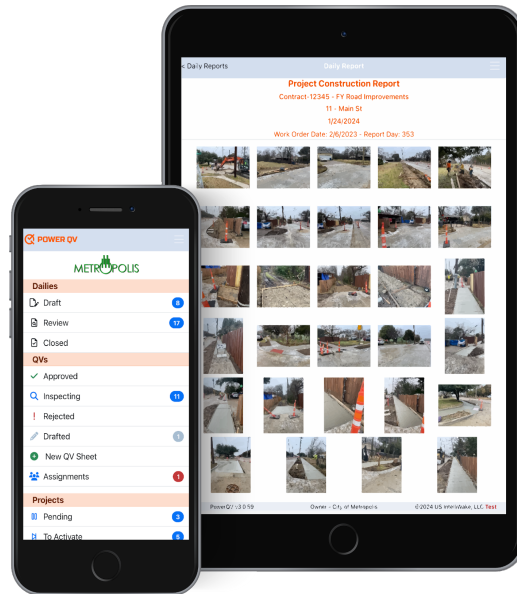 < Daily Reports
Daily Report
Project Construction Report
Contract-12345 - FY Road Improvements
11 - Main St
1/24/2024
Work Order Date: 2/6/2023 - Report Day: 353
PowerQV v3.0.59
Owner - City of Metropolis
©2024 US InterWake, LLC. Test
POWER QV
METROPOLIS
Dailies
Draft 8
Review 17
Closed
QVs
Approved
Inspecting 11
Rejected
Drafted 1
New QV Sheet
Assignments 1
Projects
Pending 3
To Activate 5